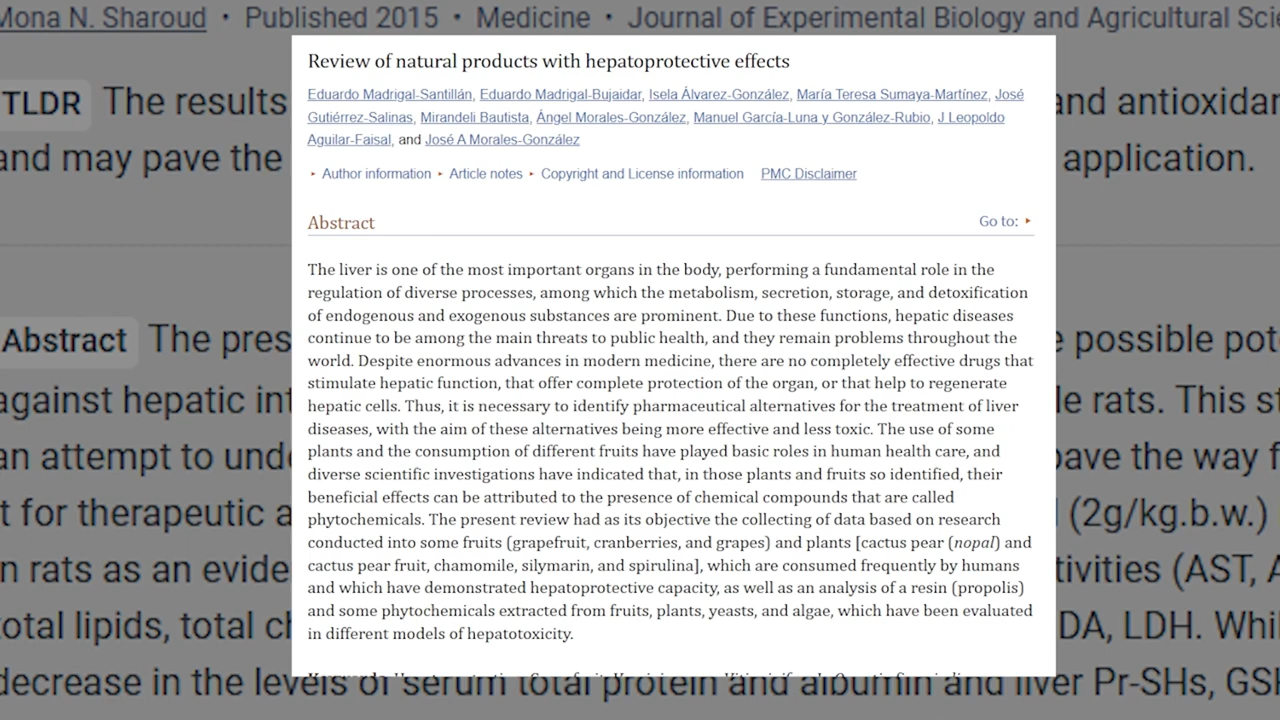 Mona N. Sharoud • Published 2015 • Medicine • Journal of Experimental Biology and Agricultural
Review of natural products with hepatoprotective effects
Eduardo Madrigal-Santillán, Eduardo Madrigal-Bujaidar, Isela Álvarez-González, María Teresa Sumaya-Martínez, José
Gutiérrez-Salinas, Mirandeli Bautista, Ángel Morales-González, Manuel García-Luna y González-Rubio, J Leopoldo
Aguilar-Faisal, and José A Morales-González
‣ Author information ‣ Article notes ‣ Copyright and License information PMC Disclaimer
Abstract Go to: ‣
The liver is one of the most important organs in the body, performing a fundamental role in the
regulation of diverse processes, among which the metabolism, secretion, storage, and detoxification
of endogenous and exogenous substances are prominent. Due to these functions, hepatic diseases
continue to be among the main threats to public health, and they remain problems throughout the
world. Despite enormous advances in modern medicine, there are no completely effective drugs that
stimulate hepatic function, that offer complete protection of the organ, or that help to regenerate
hepatic cells. Thus, it is necessary to identify pharmaceutical alternatives for the treatment of liver
diseases, with the aim of these alternatives being more effective and less toxic. The use of some
plants and the consumption of different fruits have played basic roles in human health care, and
diverse scientific investigations have indicated that, in those plants and fruits so identified, their
beneficial effects can be attributed to the presence of chemical compounds that are called
phytochemicals. The present review had as its objective the collecting of data based on research
conducted into some fruits (grapefruit, cranberries, and grapes) and plants [cactus pear (nopal) and
cactus pear fruit, chamomile, silymarin, and spirulina], which are consumed frequently by humans
and which have demonstrated hepatoprotective capacity, as well as an analysis of a resin (propolis)
and some phytochemicals extracted from fruits, plants, yeasts, and algae, which have been evaluated
in different models of hepatotoxicity.
TLDR The results
and
and may pave the
application.
Abstract The
possible
against hepatic
rats. This
an attempt to
pave the way
t for therapeutic
(2g/kg.b.w.)
n rats as an
(AST,
total lipids, total
DA, LDH.
decrease in the levels of serum total protein and albumin and liver Pr-SHs,